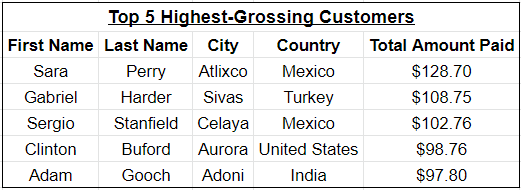 Top 5 Highest-Grossing Customers
First Name Last Name City Country Total Amount Paid
Sara Perry Atlixco Mexico $128.70
Gabriel Harder Sivas Turkey $108.75
Sergio Stanfield Celaya Mexico $102.76
Clinton Buford Aurora United States $98.76
Adam Gooch Adoni India $97.80